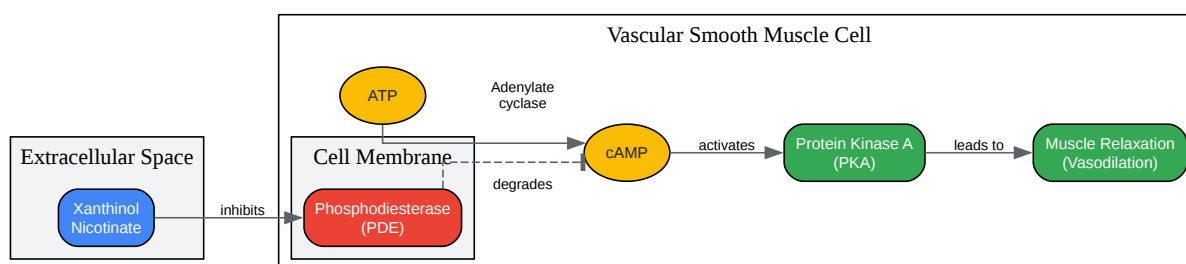 Vascular Smooth Muscle Cell
ATP
Adenylate
cyclase
Extracellular Space
Cell Membrane
cAMP
activates
Protein Kinase A
(PKA)
leads to
Muscle Relaxation
(Vasodilation)
degrades
Xanthinol
Nicotinate
inhibits
Phosphodiesterase
(PDE)